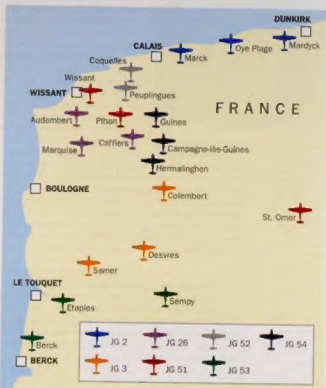 DUNKIRK
CALAIS
Oye Plage
Mardyck
Marck
Coquelles
Wissant
WISSANT
Peuplingues
FRANCE
Audembert
Pihan
Guines
Marquise
Caffiers
Campagne-lès-Guines
Hermalinghen
BOULOGNE
Colembert
St. Omer
Desvres
Samer
LE TOUQUET
Etaples
Sempy
Berck
BERCK
JG 2
JG 26
JG 52
JG 54
JG 3
JG 51
JG 53